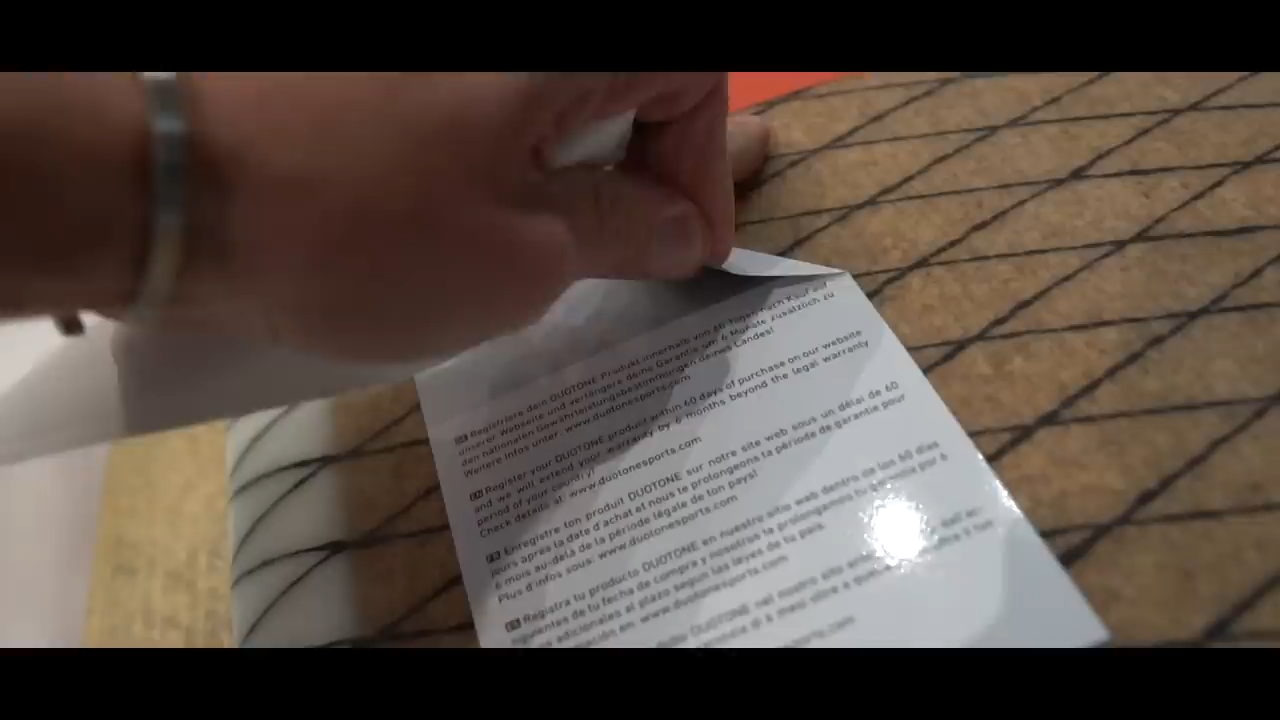 DE Registriere dein DUOTONE Produkt innerhalb von 60 Tagen nach Kauf auf
unserer Webseite und verlängere deine Garantie um 6 Monate zusätzlich zu
den nationalen Gewährleistungsbestimmungen deines Landes!
Weitere Infos unter: www.duotonesports.com
EN Register your DUOTONE product within 60 days of purchase on our website
and we will extend your warranty by 6 months beyond the legal warranty
period of your country!
Check details at: www.duotonesports.com
FR Enregistre ton produit DUOTONE sur notre site web sous un délai de 60
jours après la date d'achat et nous te prolongeons ta période de garantie pour
6 mois au-delà de la période légale de ton pays!
Plus d'infos sous: www.duotonesports.com
ES Registra tu producto DUOTONE en nuestro sitio web dentro de los 60 días
siguientes de tu fecha de compra y nosotros la prolongamos tu garantía por 6
adicionales al plazo según las leyes de tu país.
en: www.duotonesports.com
DUOTONE nel nostro sito
6 mesi oltre a